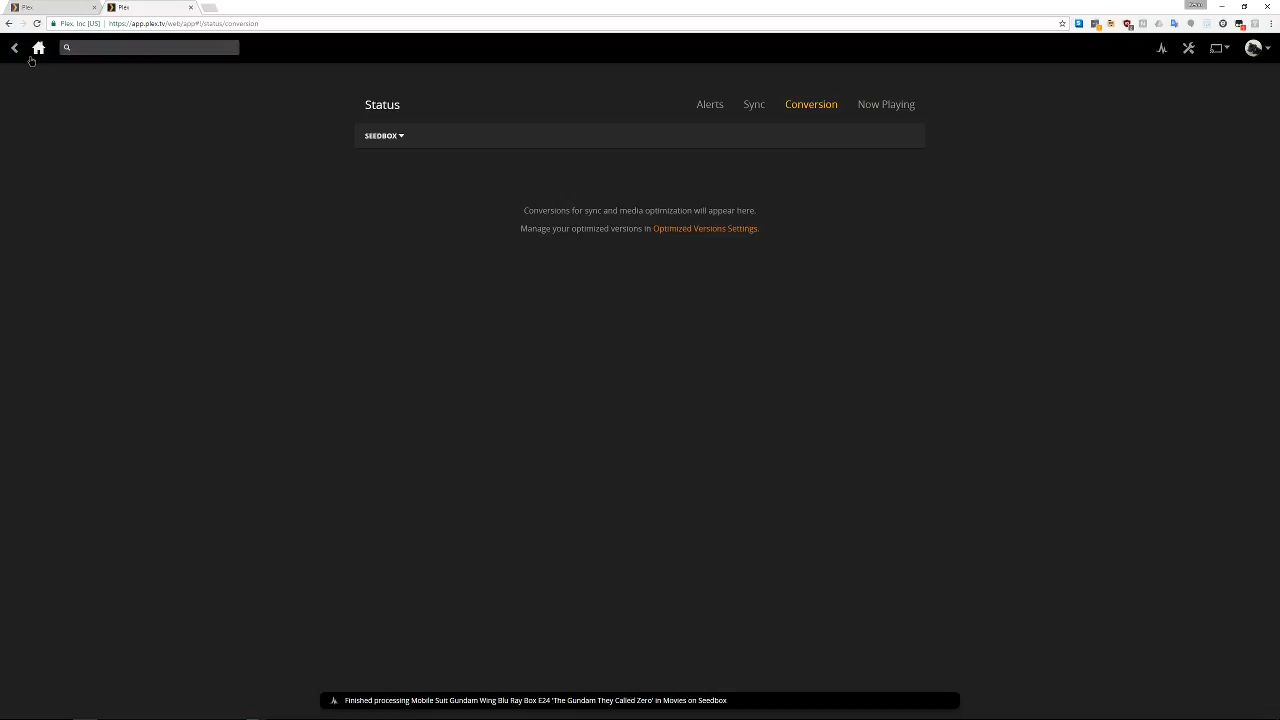 Plex
Plex
Plex, Inc [US]
https://app.plex.tv/web/app#!/status/conversion
Status
Alerts
Sync
Conversion
Now Playing
SEEDBOX
Conversions for sync and media optimization will appear here.
Manage your optimized versions in Optimized Versions Settings.
Finished processing Mobile Suit Gundam Wing Blu Ray Box E24 'The Gundam They Called Zero' in Movies on Seedbox